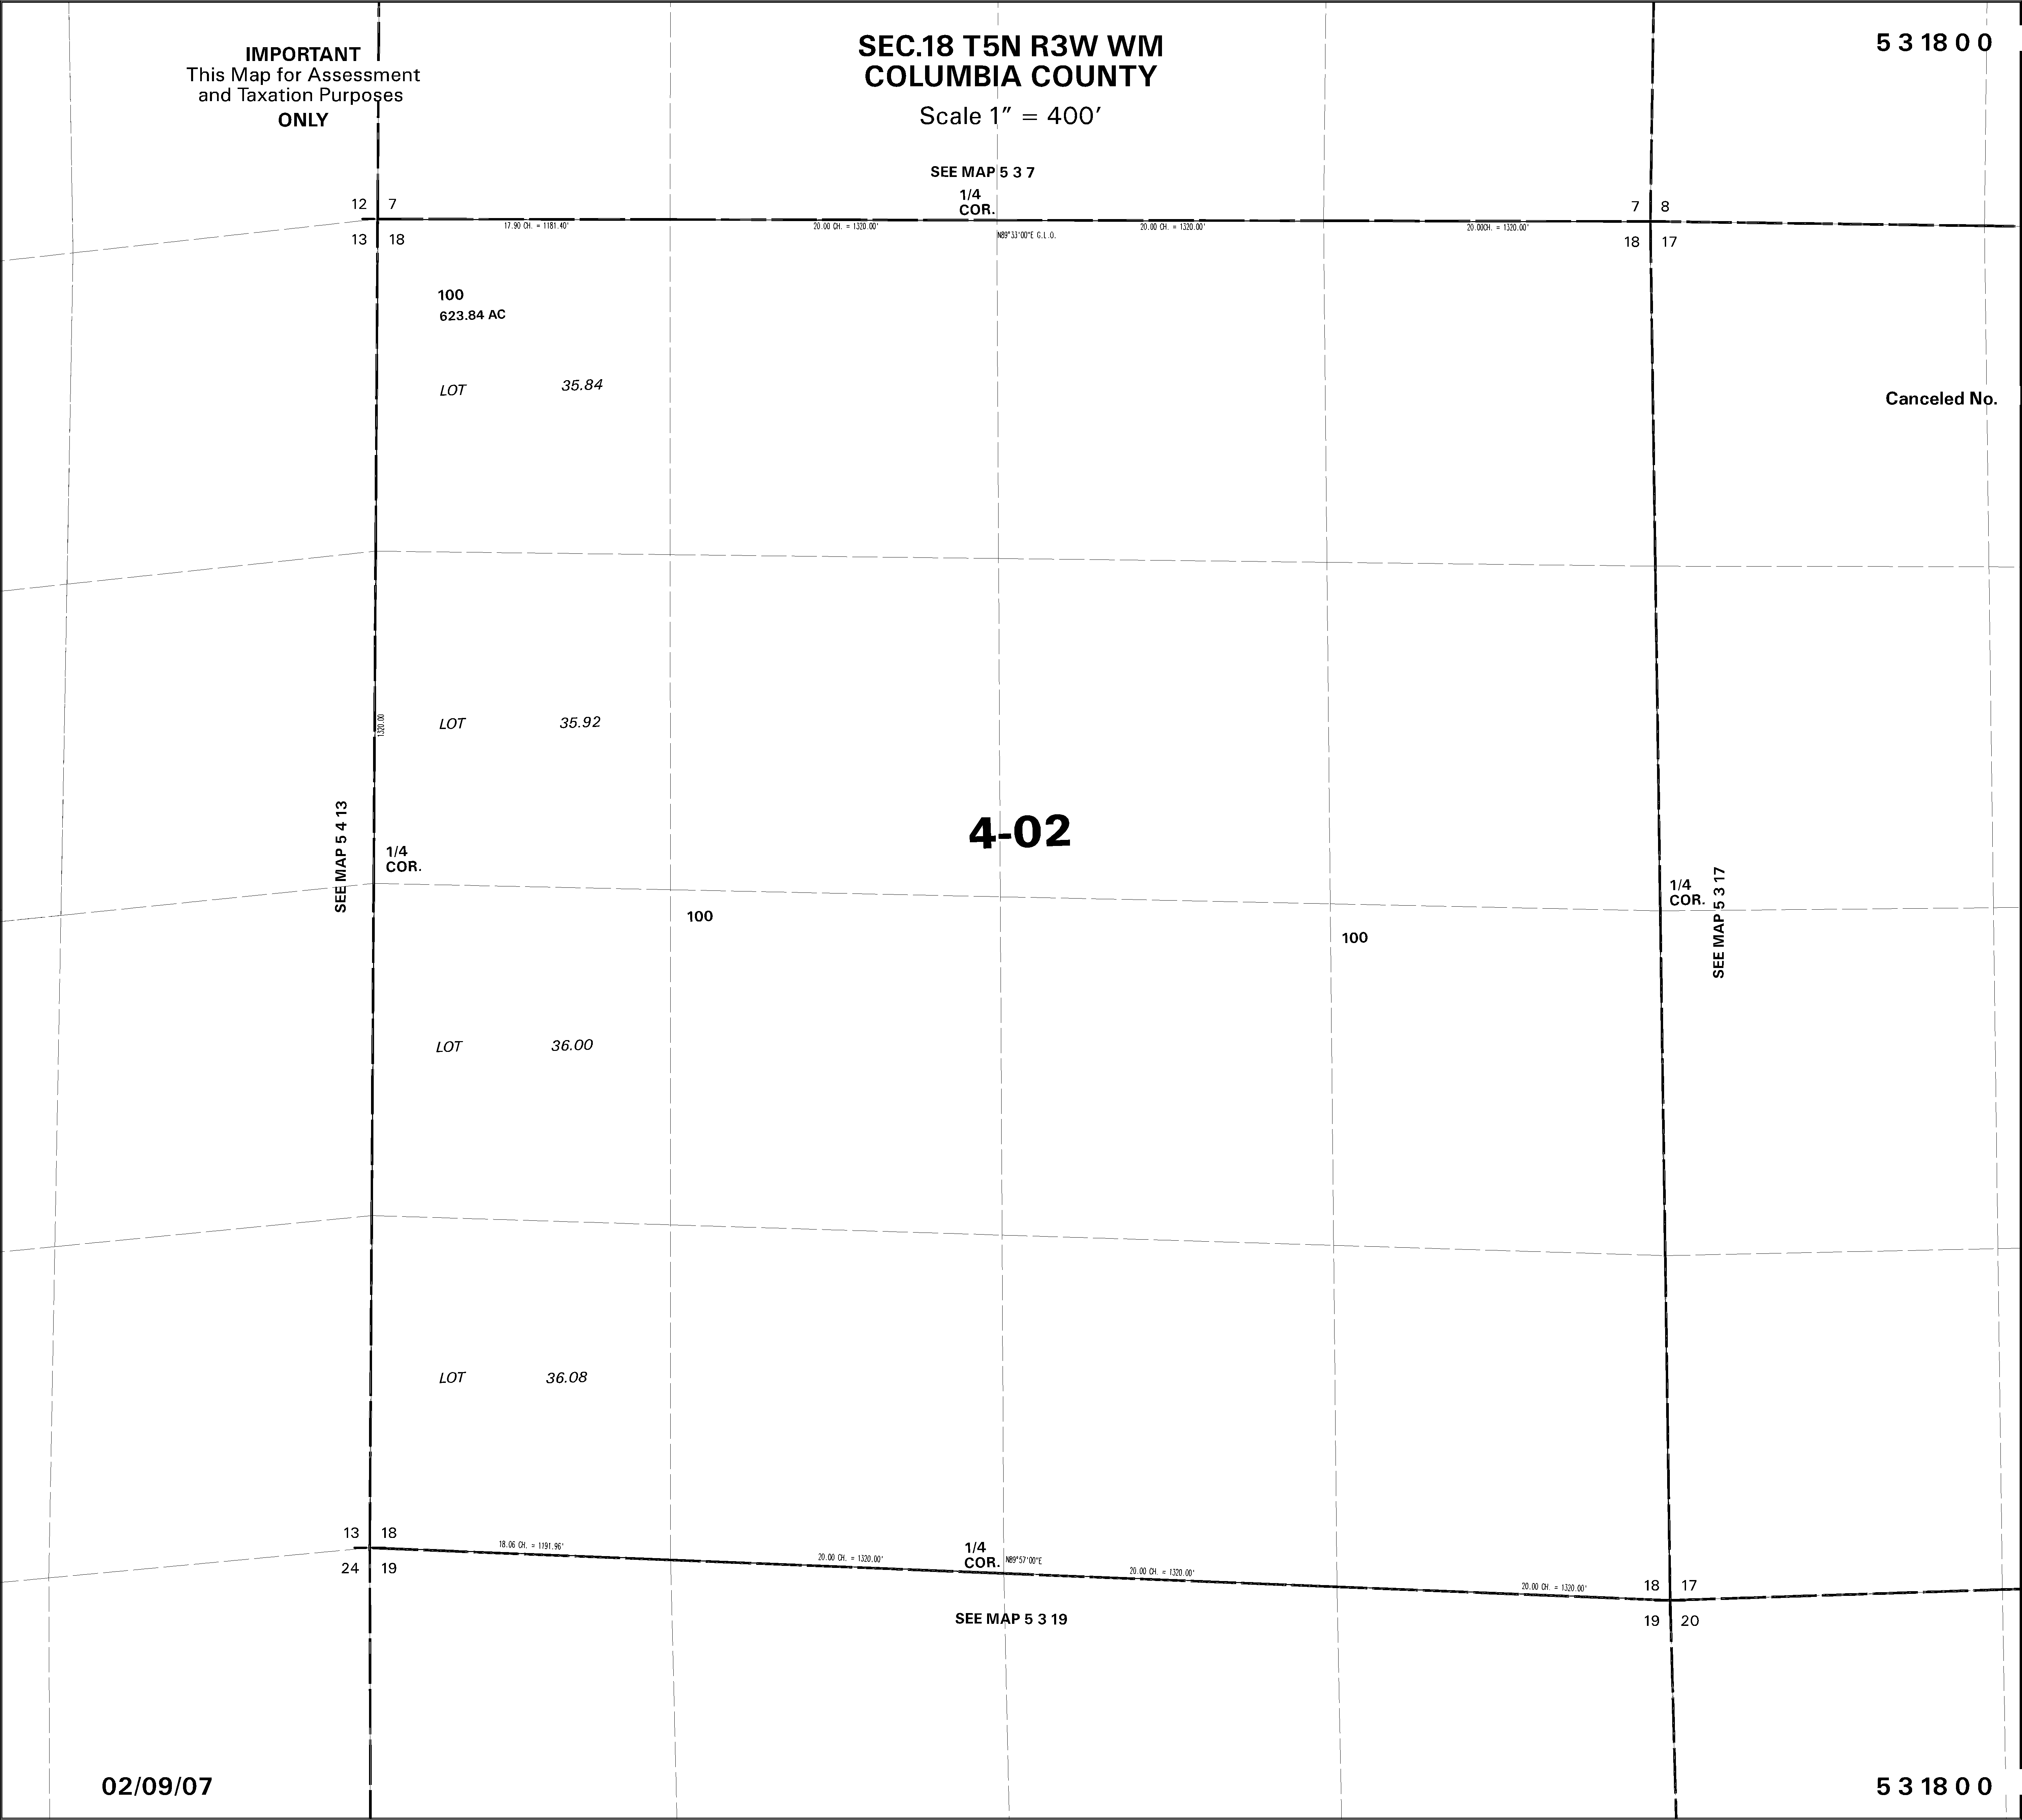 IMPORTANT
This Map for Assessment
and Taxation Purposes
ONLY
SEC.18 T5N R3W WM
COLUMBIA COUNTY
Scale 1" = 400'
5 3 18 0 0
SEE MAP 5 3 7
1/4
COR.
12 7
13 18
7 8
18 17
17.90 CH. = 1181.40'
20.00 CH. = 1320.00'
N89°33'00"E G.L.O.
20.00 CH. = 1320.00'
20.00CH. = 1320.00'
100
623.84 AC
LOT 35.84
Canceled No.
LOT 35.92
1320.00
SEE MAP 5 4 13
4-02
1/4
COR.
1/4
COR.
SEE MAP 5 3 17
100
100
LOT 36.00
LOT 36.08
13 18
24 19
18.06 CH. = 1191.96'
20.00 CH. = 1320.00'
1/4
COR.
N89°57'00"E
20.00 CH. = 1320.00'
20.00 CH. = 1320.00'
18 17
19 20
SEE MAP 5 3 19
02/09/07
5 3 18 0 0